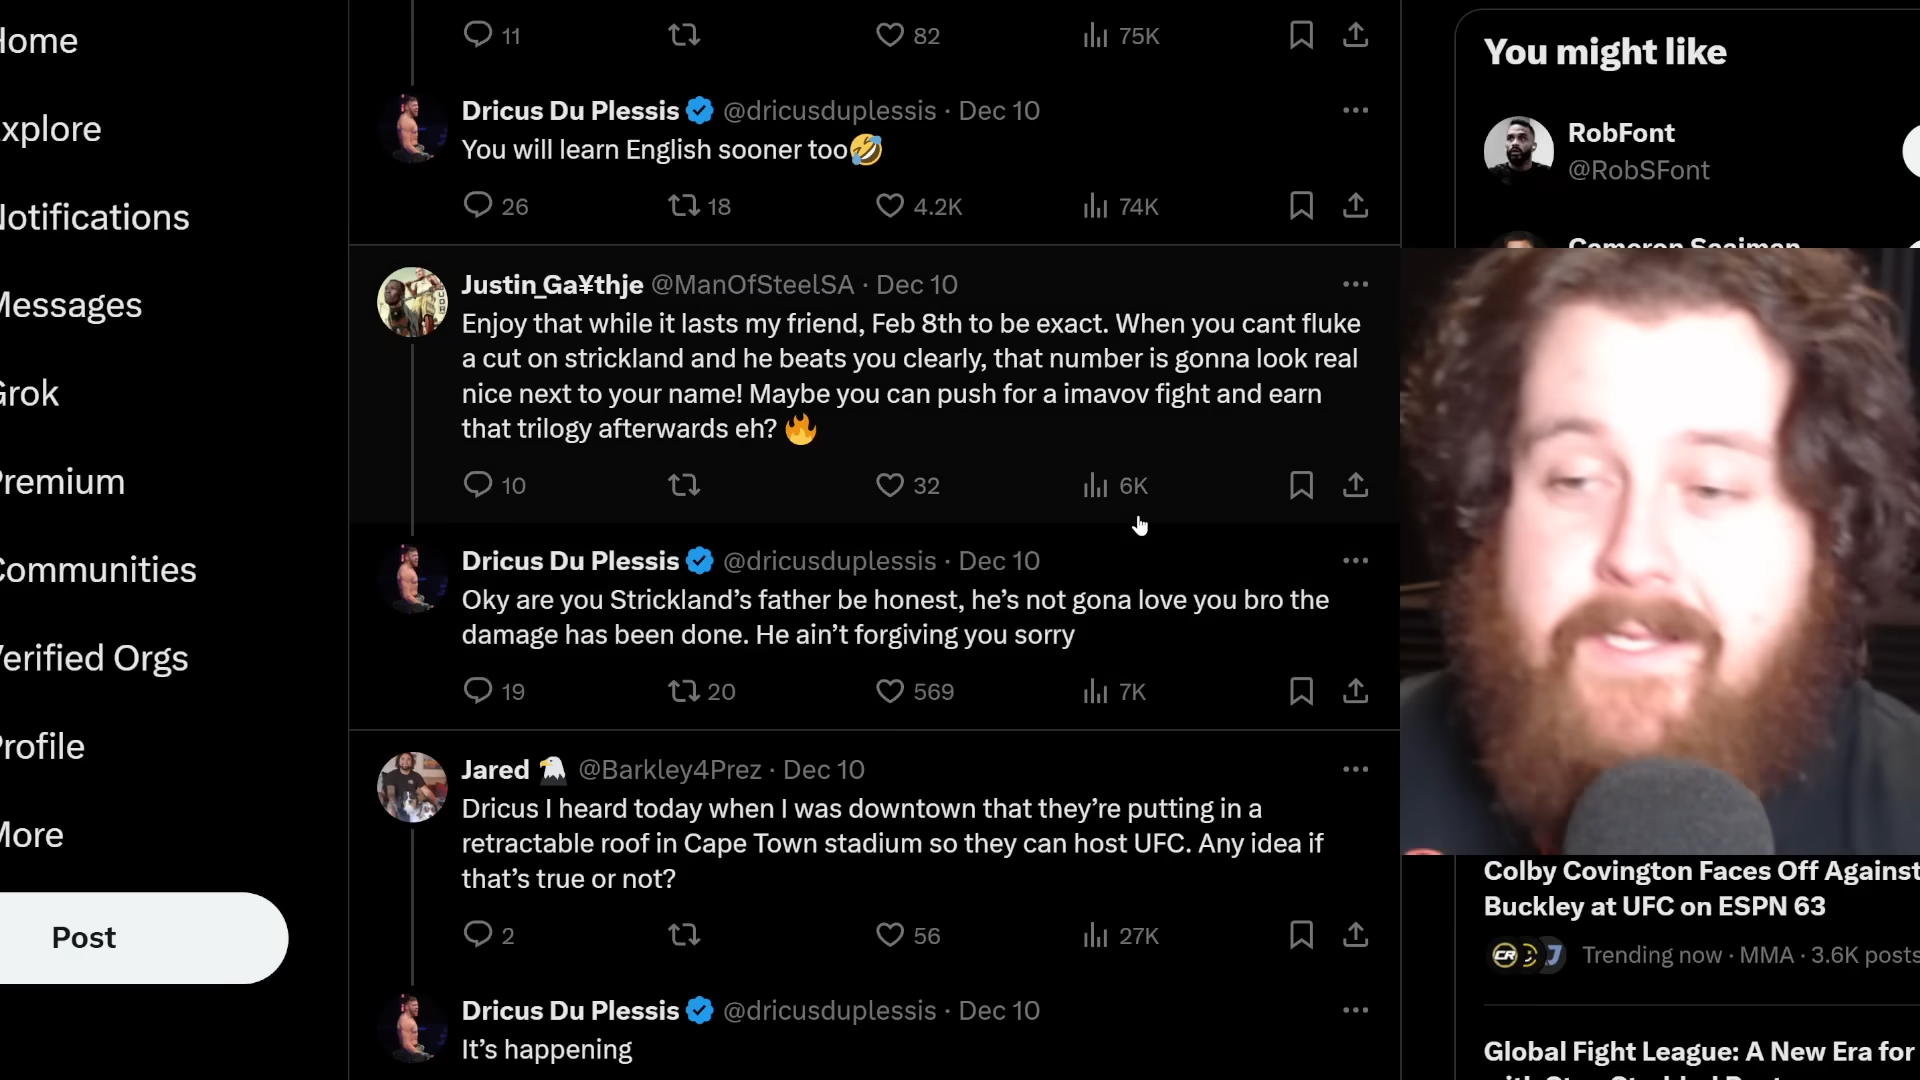 Home
Explore
Notifications
Messages
Grok
Premium
Communities
Verified Orgs
Profile
More
Post
11 82 75K
Dricus Du Plessis @dricusduplessis · Dec 10
You will learn English sooner too🤣
26 18 4.2K 74K
Justin_Ga¥thje @ManOfSteelSA · Dec 10
Enjoy that while it lasts my friend, Feb 8th to be exact. When you cant fluke
a cut on strickland and he beats you clearly, that number is gonna look real
nice next to your name! Maybe you can push for a imavov fight and earn
that trilogy afterwards eh? 🔥
10 32 6K
Dricus Du Plessis @dricusduplessis · Dec 10
Oky are you Strickland’s father be honest, he’s not gona love you bro the
damage has been done. He ain’t forgiving you sorry
19 20 569 7K
Jared 🦅 @Barkley4Prez · Dec 10
Dricus I heard today when I was downtown that they’re putting in a
retractable roof in Cape Town stadium so they can host UFC. Any idea if
that’s true or not?
2 56 27K
Dricus Du Plessis @dricusduplessis · Dec 10
It’s happening
You might like
RobFont
@RobSFont
Cameron Saaiman
Colby Covington Faces Off Against
Buckley at UFC on ESPN 63
CR
Trending now · MMA · 3.6K posts
Global Fight League: A New Era for